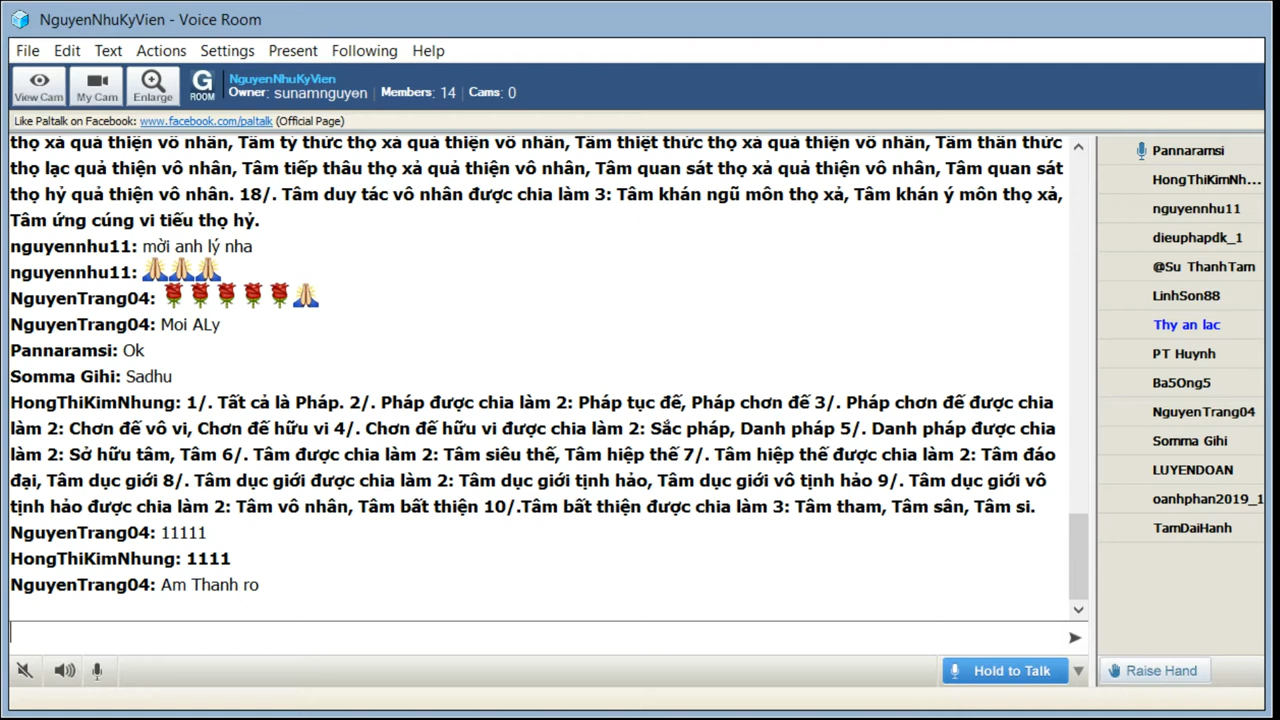 NguyenNhuKyVien - Voice Room
File Edit Text Actions Settings Present Following Help
View Cam My Cam Enlarge G ROOM NguyenNhuKyVien
Owner: sunamnguyen | Members: 14 | Cams: 0
Like Paltalk on Facebook: www.facebook.com/paltalk (Official Page)
thọ xả quả thiện vô nhân, Tâm tỷ thức thọ xả quả thiện vô nhân, Tâm thiệt thức thọ xả quả thiện vô nhân, Tâm thân thức
thọ lạc quả thiện vô nhân, Tâm tiếp thâu thọ xả quả thiện vô nhân, Tâm quan sát thọ xả quả thiện vô nhân, Tâm quan sát
thọ hỷ quả thiện vô nhân. 18/. Tâm duy tác vô nhân được chia làm 3: Tâm khán ngũ môn thọ xả, Tâm khán ý môn thọ xả,
Tâm ứng cúng vi tiếu thọ hỷ.
nguyennhu11: mời anh lý nha
nguyennhu11: 🙏🙏🙏
NguyenTrang04: 🌹🌹🌹🌹🌹🙏
NguyenTrang04: Moi ALy
Pannaramsi: Ok
Somma Gihi: Sadhu
HongThiKimNhung: 1/. Tất cả là Pháp. 2/. Pháp được chia làm 2: Pháp tục đế, Pháp chơn đế 3/. Pháp chơn đế được chia
làm 2: Chơn đế vô vi, Chơn đế hữu vi 4/. Chơn đế hữu vi được chia làm 2: Sắc pháp, Danh pháp 5/. Danh pháp được chia
làm 2: Sở hữu tâm, Tâm 6/. Tâm được chia làm 2: Tâm siêu thế, Tâm hiệp thế 7/. Tâm hiệp thế được chia làm 2: Tâm đáo
đại, Tâm dục giới 8/. Tâm dục giới được chia làm 2: Tâm dục giới tịnh hảo, Tâm dục giới vô tịnh hảo 9/. Tâm dục giới vô
tịnh hảo được chia làm 2: Tâm vô nhân, Tâm bất thiện 10/.Tâm bất thiện được chia làm 3: Tâm tham, Tâm sân, Tâm si.
NguyenTrang04: 11111
HongThiKimNhung: 1111
NguyenTrang04: Am Thanh ro
Hold to Talk
Pannaramsi
HongThiKimNh...
nguyennhu11
dieuphapdk_1
@Su ThanhTam
LinhSon88
Thy an lac
PT Huynh
Ba5Ong5
NguyenTrang04
Somma Gihi
LUYENDOAN
oanhphan2019_1
TamDaiHanh
Raise Hand